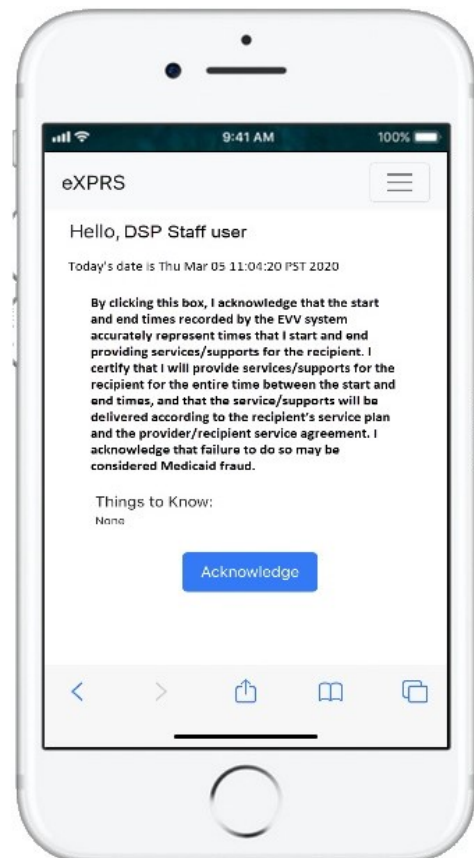 9:41 AM 100%
eXPRS
Hello, DSP Staff user
Today's date is Thu Mar 05 11:04:20 PST 2020
By clicking this box, I acknowledge that the start
and end times recorded by the EVV system
accurately represent times that I start and end
providing services/supports for the recipient. I
certify that I will provide services/supports for the
recipient for the entire time between the start and
end times, and that the service/supports will be
delivered according to the recipient's service plan
and the provider/recipient service agreement. I
acknowledge that failure to do so may be
considered Medicaid fraud.
Things to Know:
None
Acknowledge